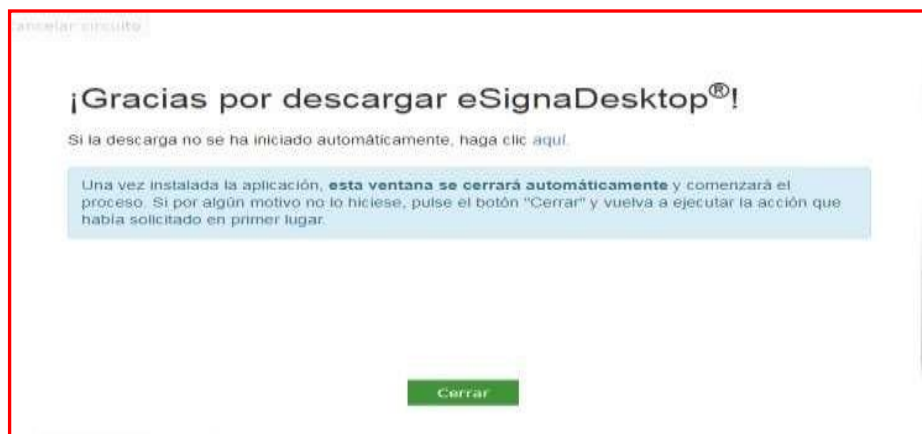 ancelar circuito
¡Gracias por descargar eSignaDesktop®!
Si la descarga no se ha iniciado automáticamente, haga clic aquí.
Una vez instalada la aplicación, esta ventana se cerrará automáticamente y comenzará el
proceso. Si por algún motivo no lo hiciese, pulse el botón "Cerrar" y vuelva a ejecutar la acción que
había solicitado en primer lugar.
Cerrar